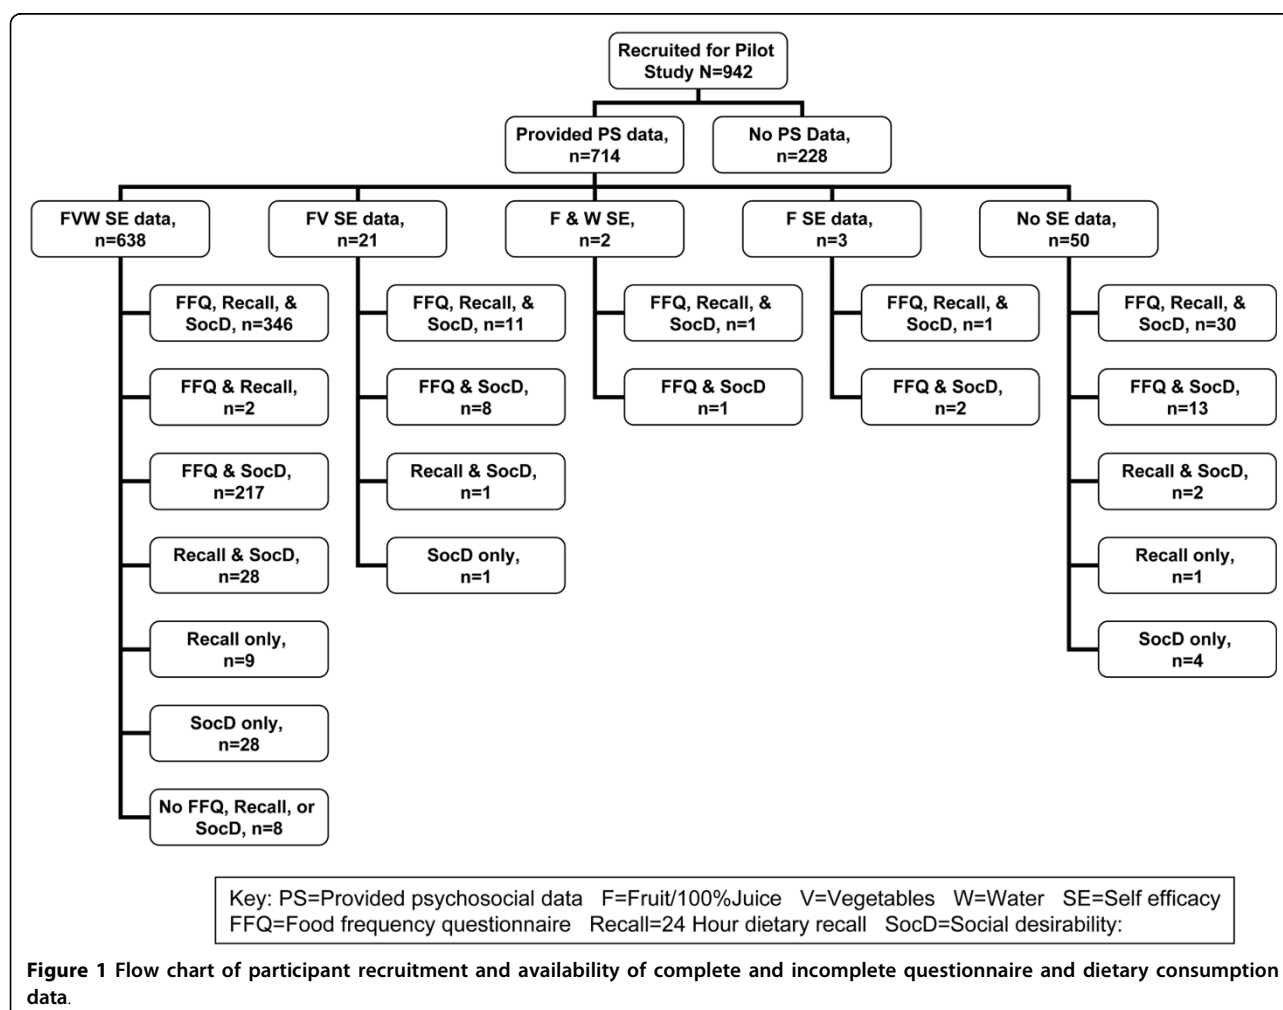 Recruited for Pilot
Study N=942
Provided PS data,
n=714
No PS Data,
n=228
FVW SE data,
n=638
FV SE data,
n=21
F & W SE,
n=2
F SE data,
n=3
No SE data,
n=50
FFQ, Recall, &
SocD, n=346
FFQ & Recall,
n=2
FFQ & SocD,
n=217
Recall & SocD,
n=28
Recall only,
n=9
SocD only,
n=28
No FFQ, Recall, or
SocD, n=8
FFQ, Recall, &
SocD, n=11
FFQ & SocD,
n=8
Recall & SocD,
n=1
SocD only,
n=1
FFQ, Recall, &
SocD, n=1
FFQ & SocD
n=1
FFQ, Recall, &
SocD, n=1
FFQ & SocD,
n=2
FFQ, Recall, &
SocD, n=30
FFQ & SocD,
n=13
Recall & SocD,
n=2
Recall only,
n=1
SocD only,
n=4
Key: PS=Provided psychosocial data F=Fruit/100%Juice V=Vegetables W=Water SE=Self efficacy
FFQ=Food frequency questionnaire Recall=24 Hour dietary recall SocD=Social desirability:
Figure 1 Flow chart of participant recruitment and availability of complete and incomplete questionnaire and dietary consumption
data.